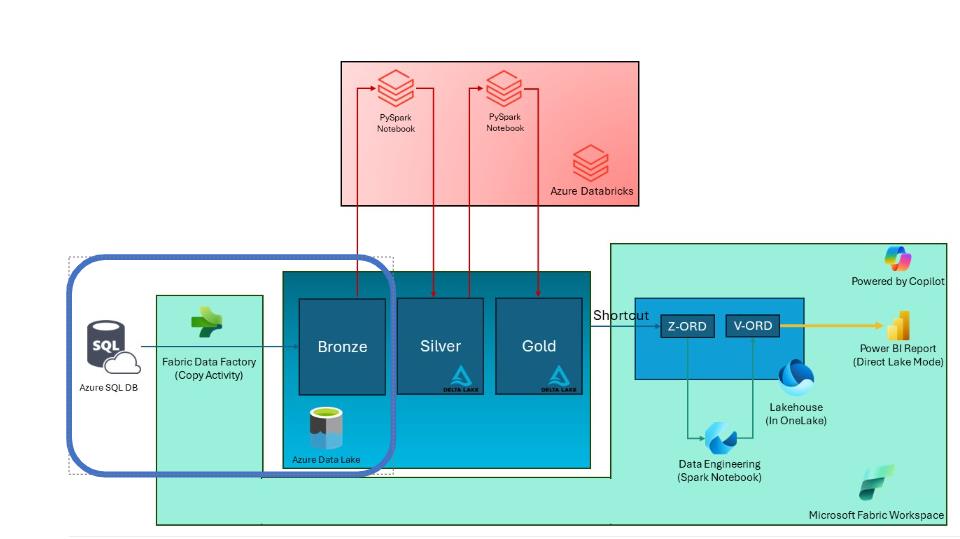 PySpark
Notebook
PySpark
Notebook
Azure Databricks
Powered by Copilot
SQL
Azure SQL DB
Fabric Data Factory
(Copy Activity)
Bronze
Silver
DELTA LAKE
Gold
DELTA LAKE
Azure Data Lake
Shortcut
Z-ORD
V-ORD
Power BI Report
(Direct Lake Mode)
Lakehouse
(In OneLake)
Data Engineering
(Spark Notebook)
Microsoft Fabric Workspace